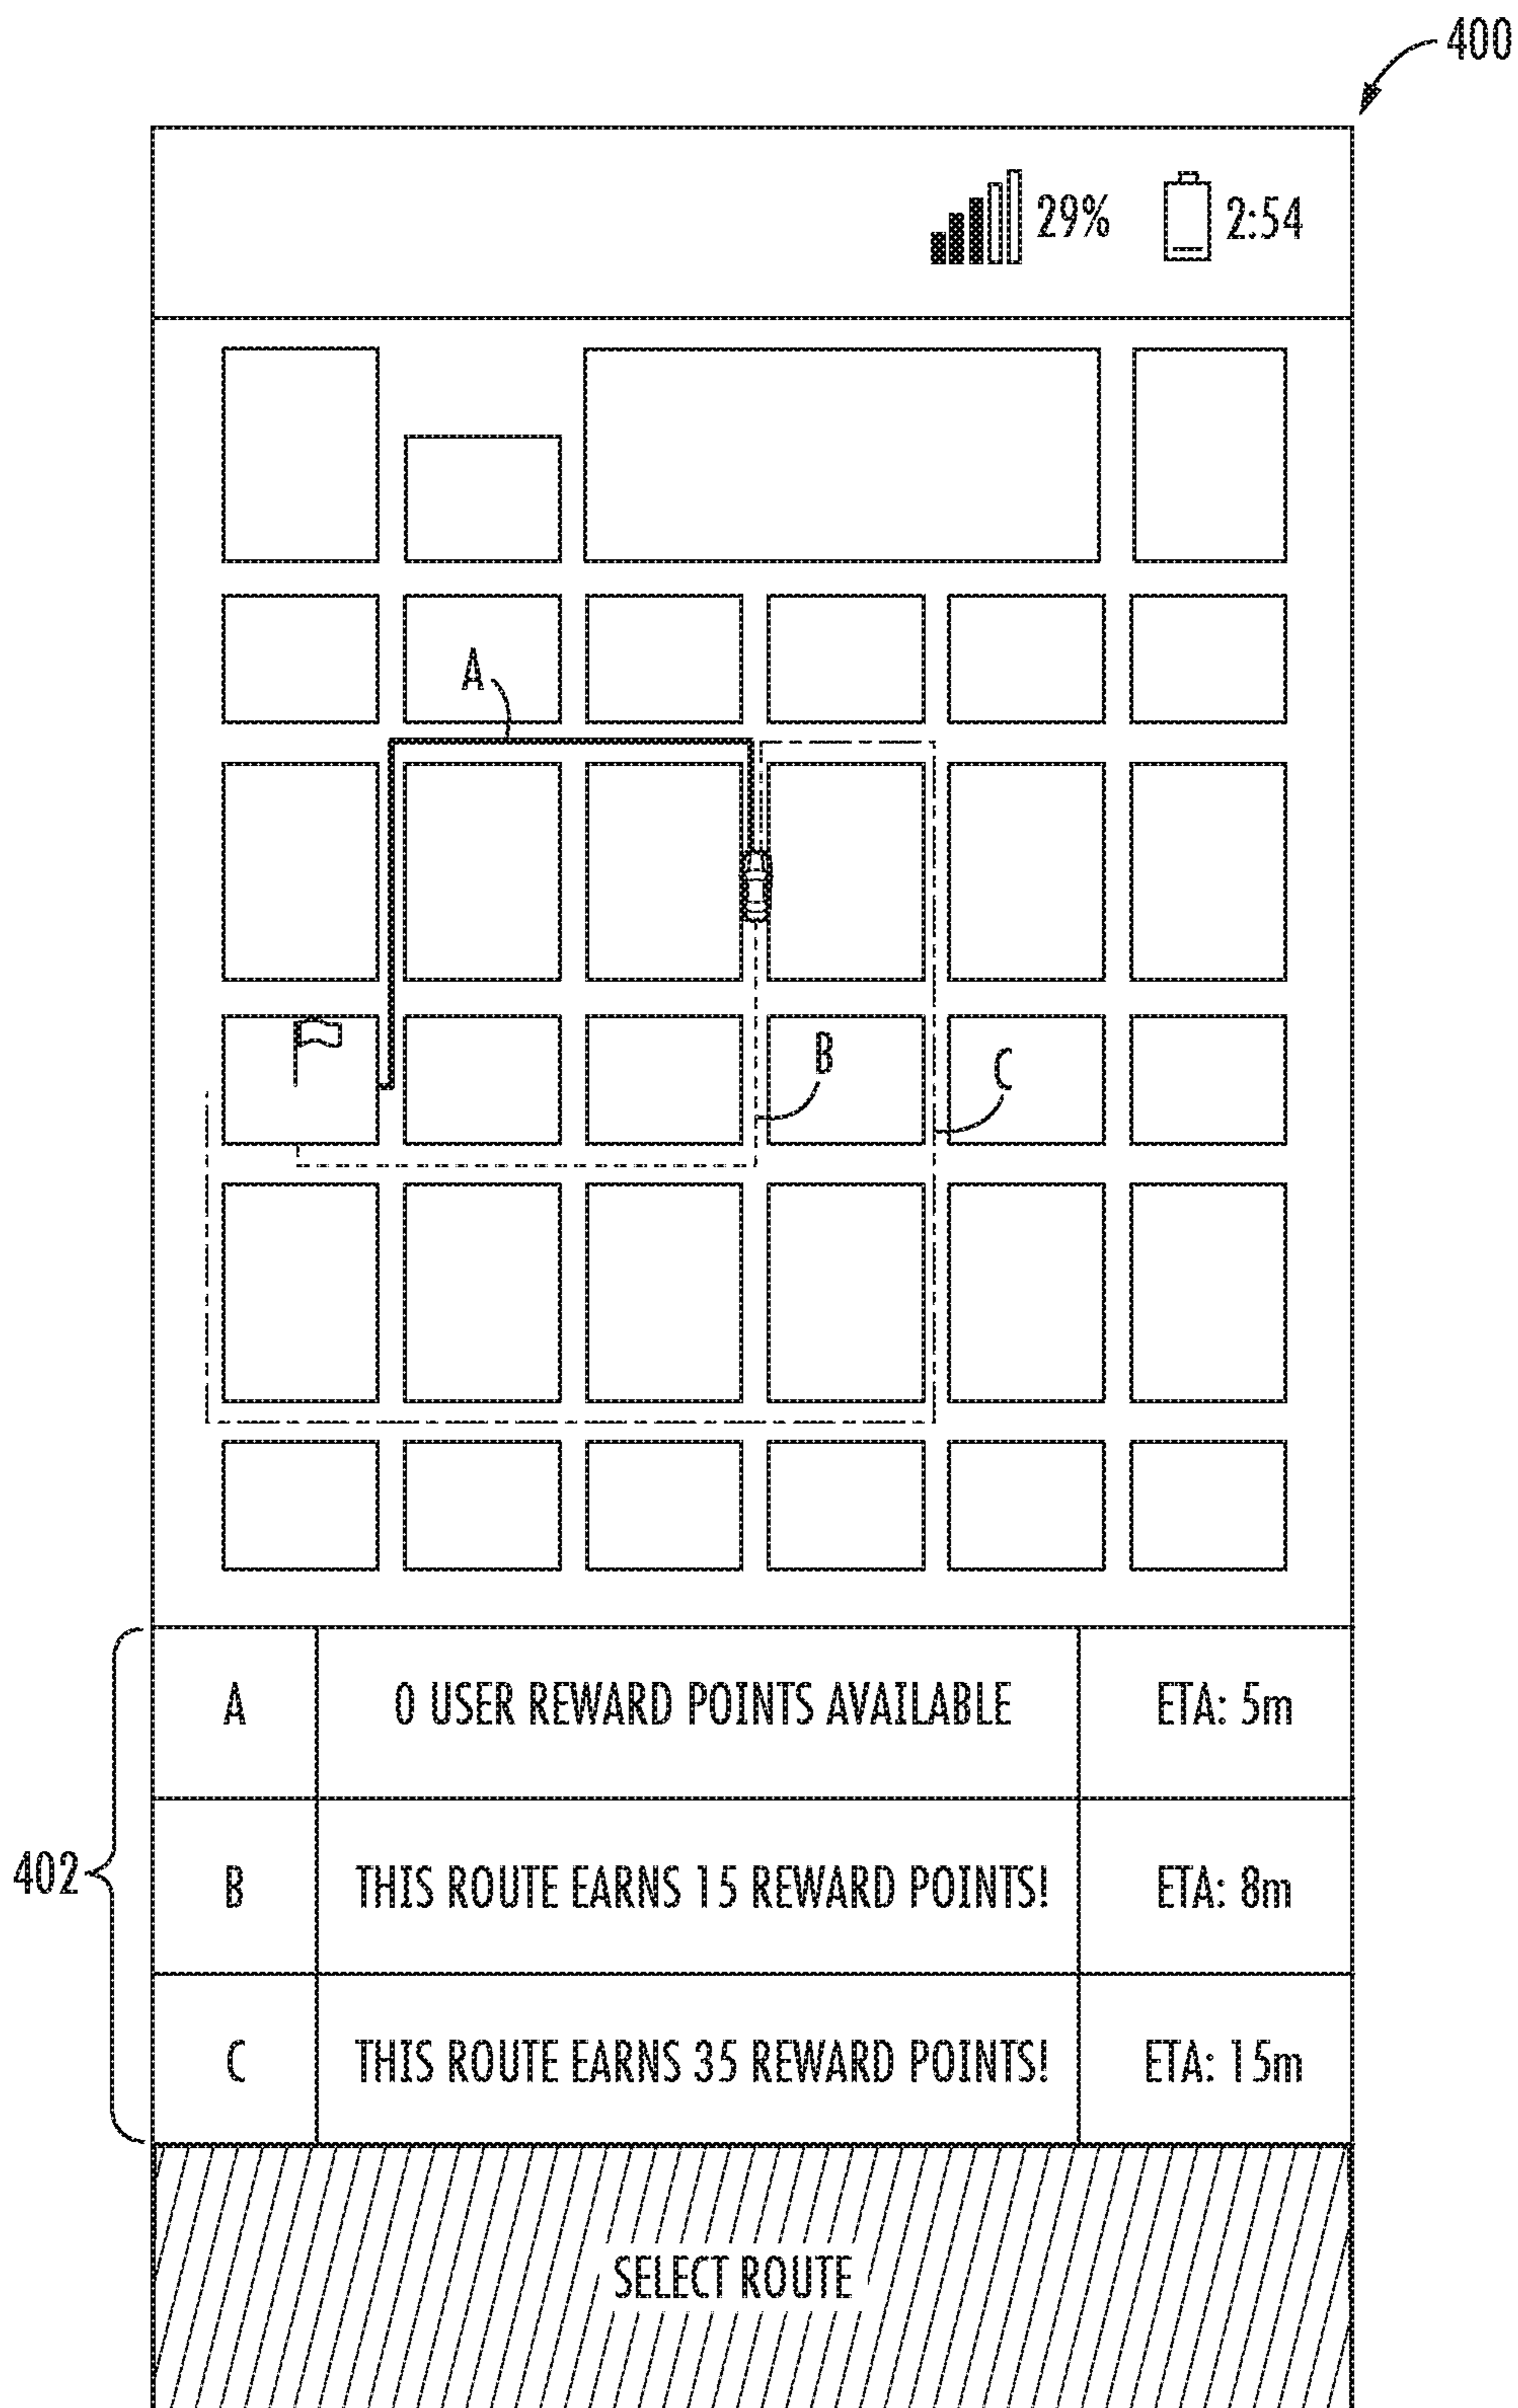 400
29% 2:54
A
B
C
A 0 USER REWARD POINTS AVAILABLE ETA: 5m
402
B THIS ROUTE EARNS 15 REWARD POINTS! ETA: 8m
C THIS ROUTE EARNS 35 REWARD POINTS! ETA: 15m
SELECT ROUTE